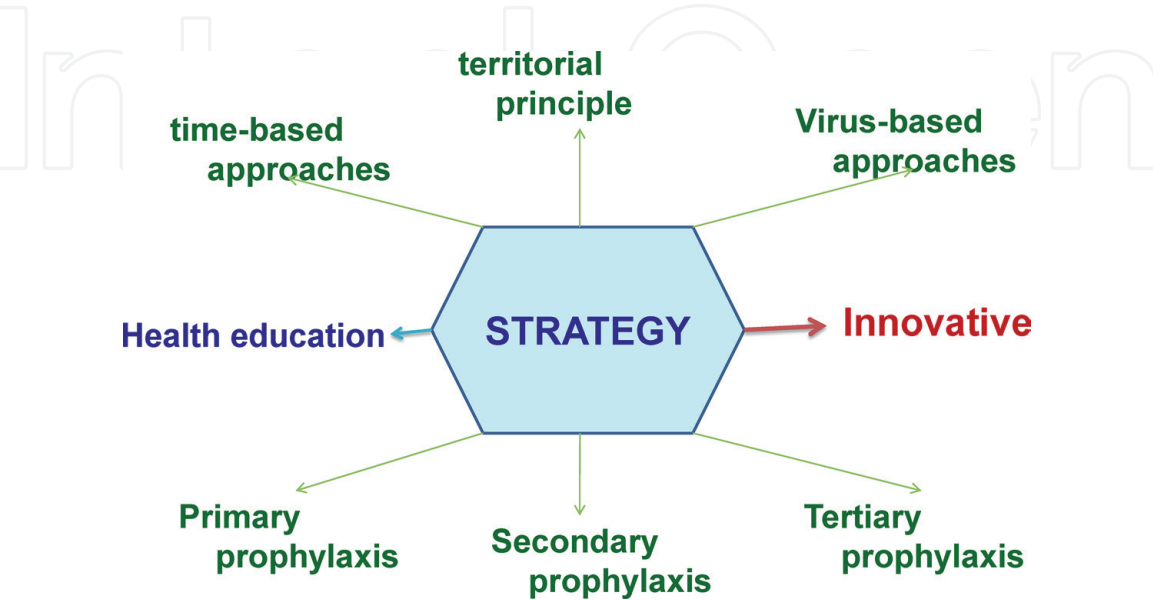 territorial
principle
time-based
approaches
Virus-based
approaches
Health education
STRATEGY
Innovative
Primary
prophylaxis
Secondary
prophylaxis
Tertiary
prophylaxis